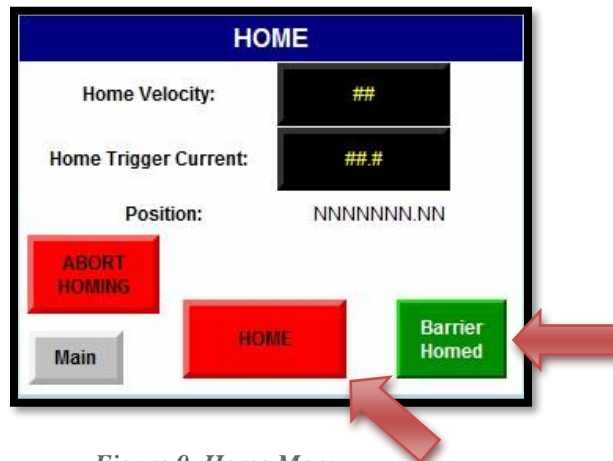 HOME
Home Velocity: ##
Home Trigger Current: ##.#
Position: NNNNNNN.NN
ABORT
HOMING
HOME
Barrier
Homed
Main